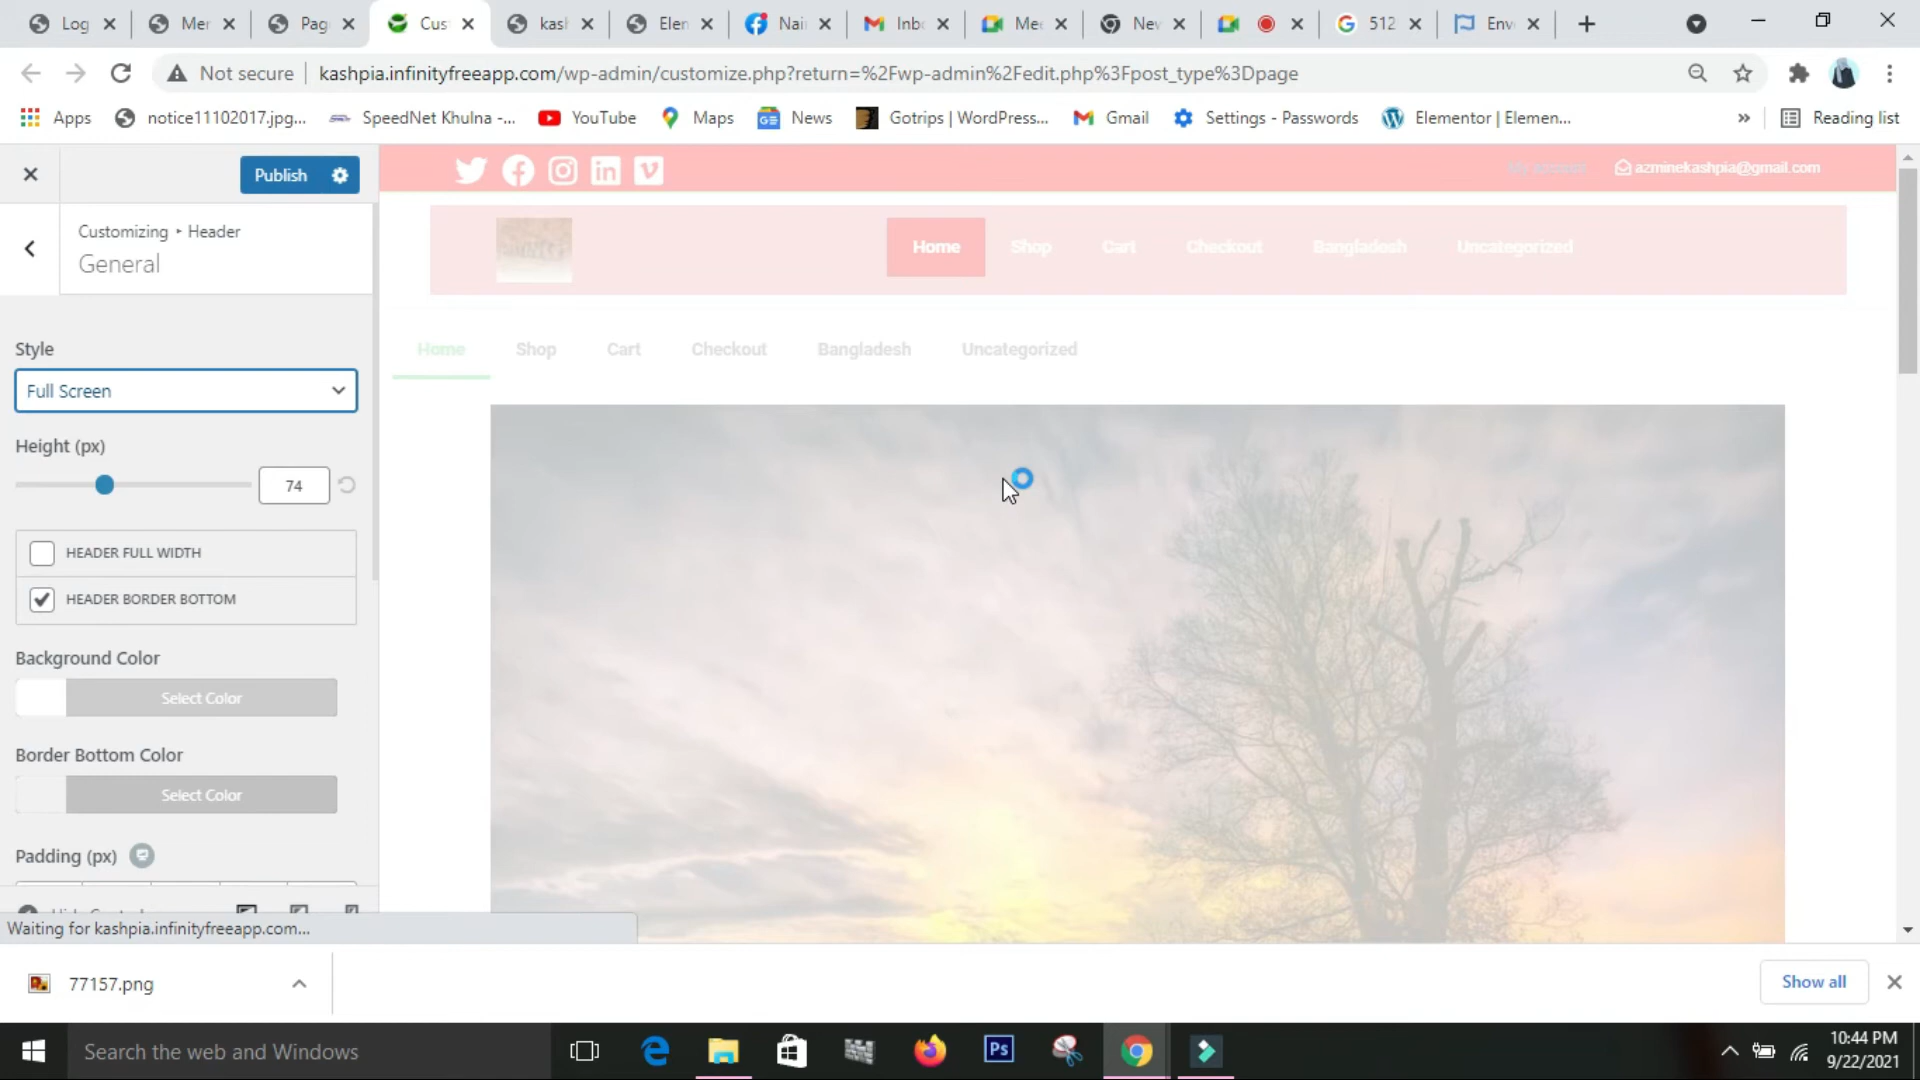 Log
Mer
Pag
Cus
kash
Elen
Nai
Inb
Mee
New
512
Env
Not secure
kashpia.infinityfreeapp.com/wp-admin/customize.php?return=%2Fwp-admin%2Fedit.php%3Fpost_type%3Dpage
Apps
notice11102017.jpg...
SpeedNet Khulna -...
YouTube
Maps
News
Gotrips | WordPress...
Gmail
Settings - Passwords
Elementor | Elemen...
»
Reading list
Publish
azminekashpia@gmail.com
Customizing ▸ Header
General
Home
Shop
Cart
Checkout
Bangladesh
Uncategorized
Home
Shop
Cart
Checkout
Bangladesh
Uncategorized
Style
Full Screen
Height (px)
74
HEADER FULL WIDTH
HEADER BORDER BOTTOM
Background Color
Select Color
Border Bottom Color
Select Color
Padding (px)
Waiting for kashpia.infinityfreeapp.com...
77157.png
Show all
Search the web and Windows
Ps
10:44 PM
9/22/2021